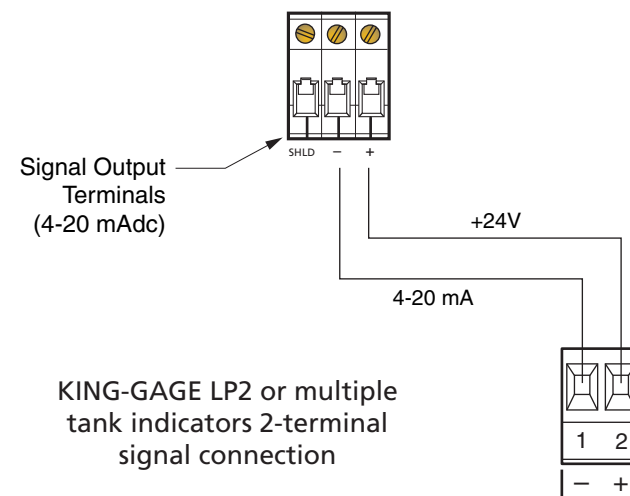 SHLD – +
Signal Output
Terminals
(4-20 mAdc)
+24V
4-20 mA
KING-GAGE LP2 or multiple
tank indicators 2-terminal
signal connection
1 2
– +